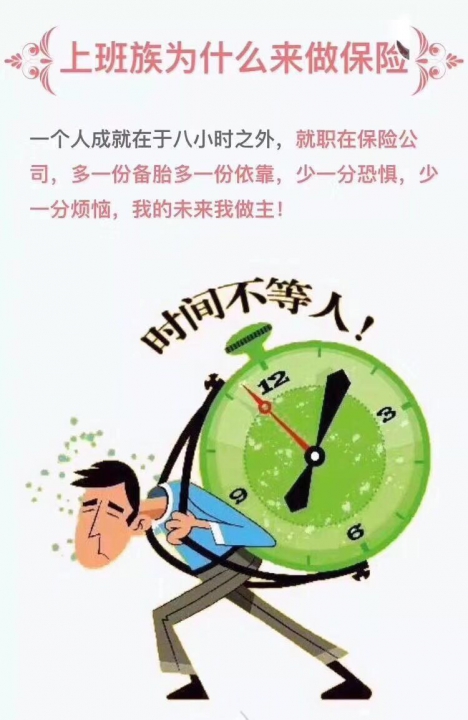 上班族为什么来做保险
一个人成就在于八小时之外，就职在保险公
司，多一份备胎多一份依靠，少一分恐惧，少
一分烦恼，我的未来我做主！
时间不等人！
12
3
6
9